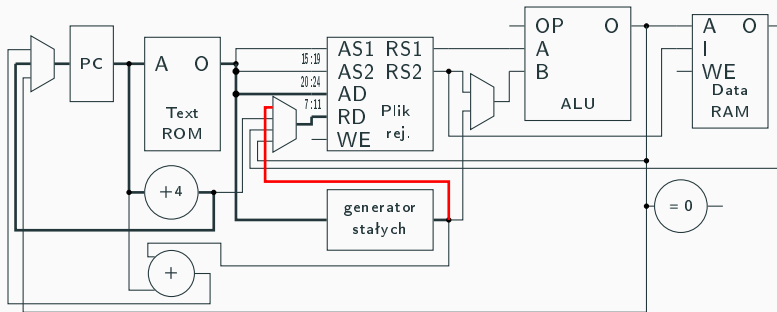 PC
A O
Text
ROM
15:19
20:24
7:11
AS1 RS1
AS2 RS2
AD
RD
WE
Plik
rej.
OP O
A
B
ALU
A O
I
WE
Data
RAM
+4
generator
stałych
= 0
+